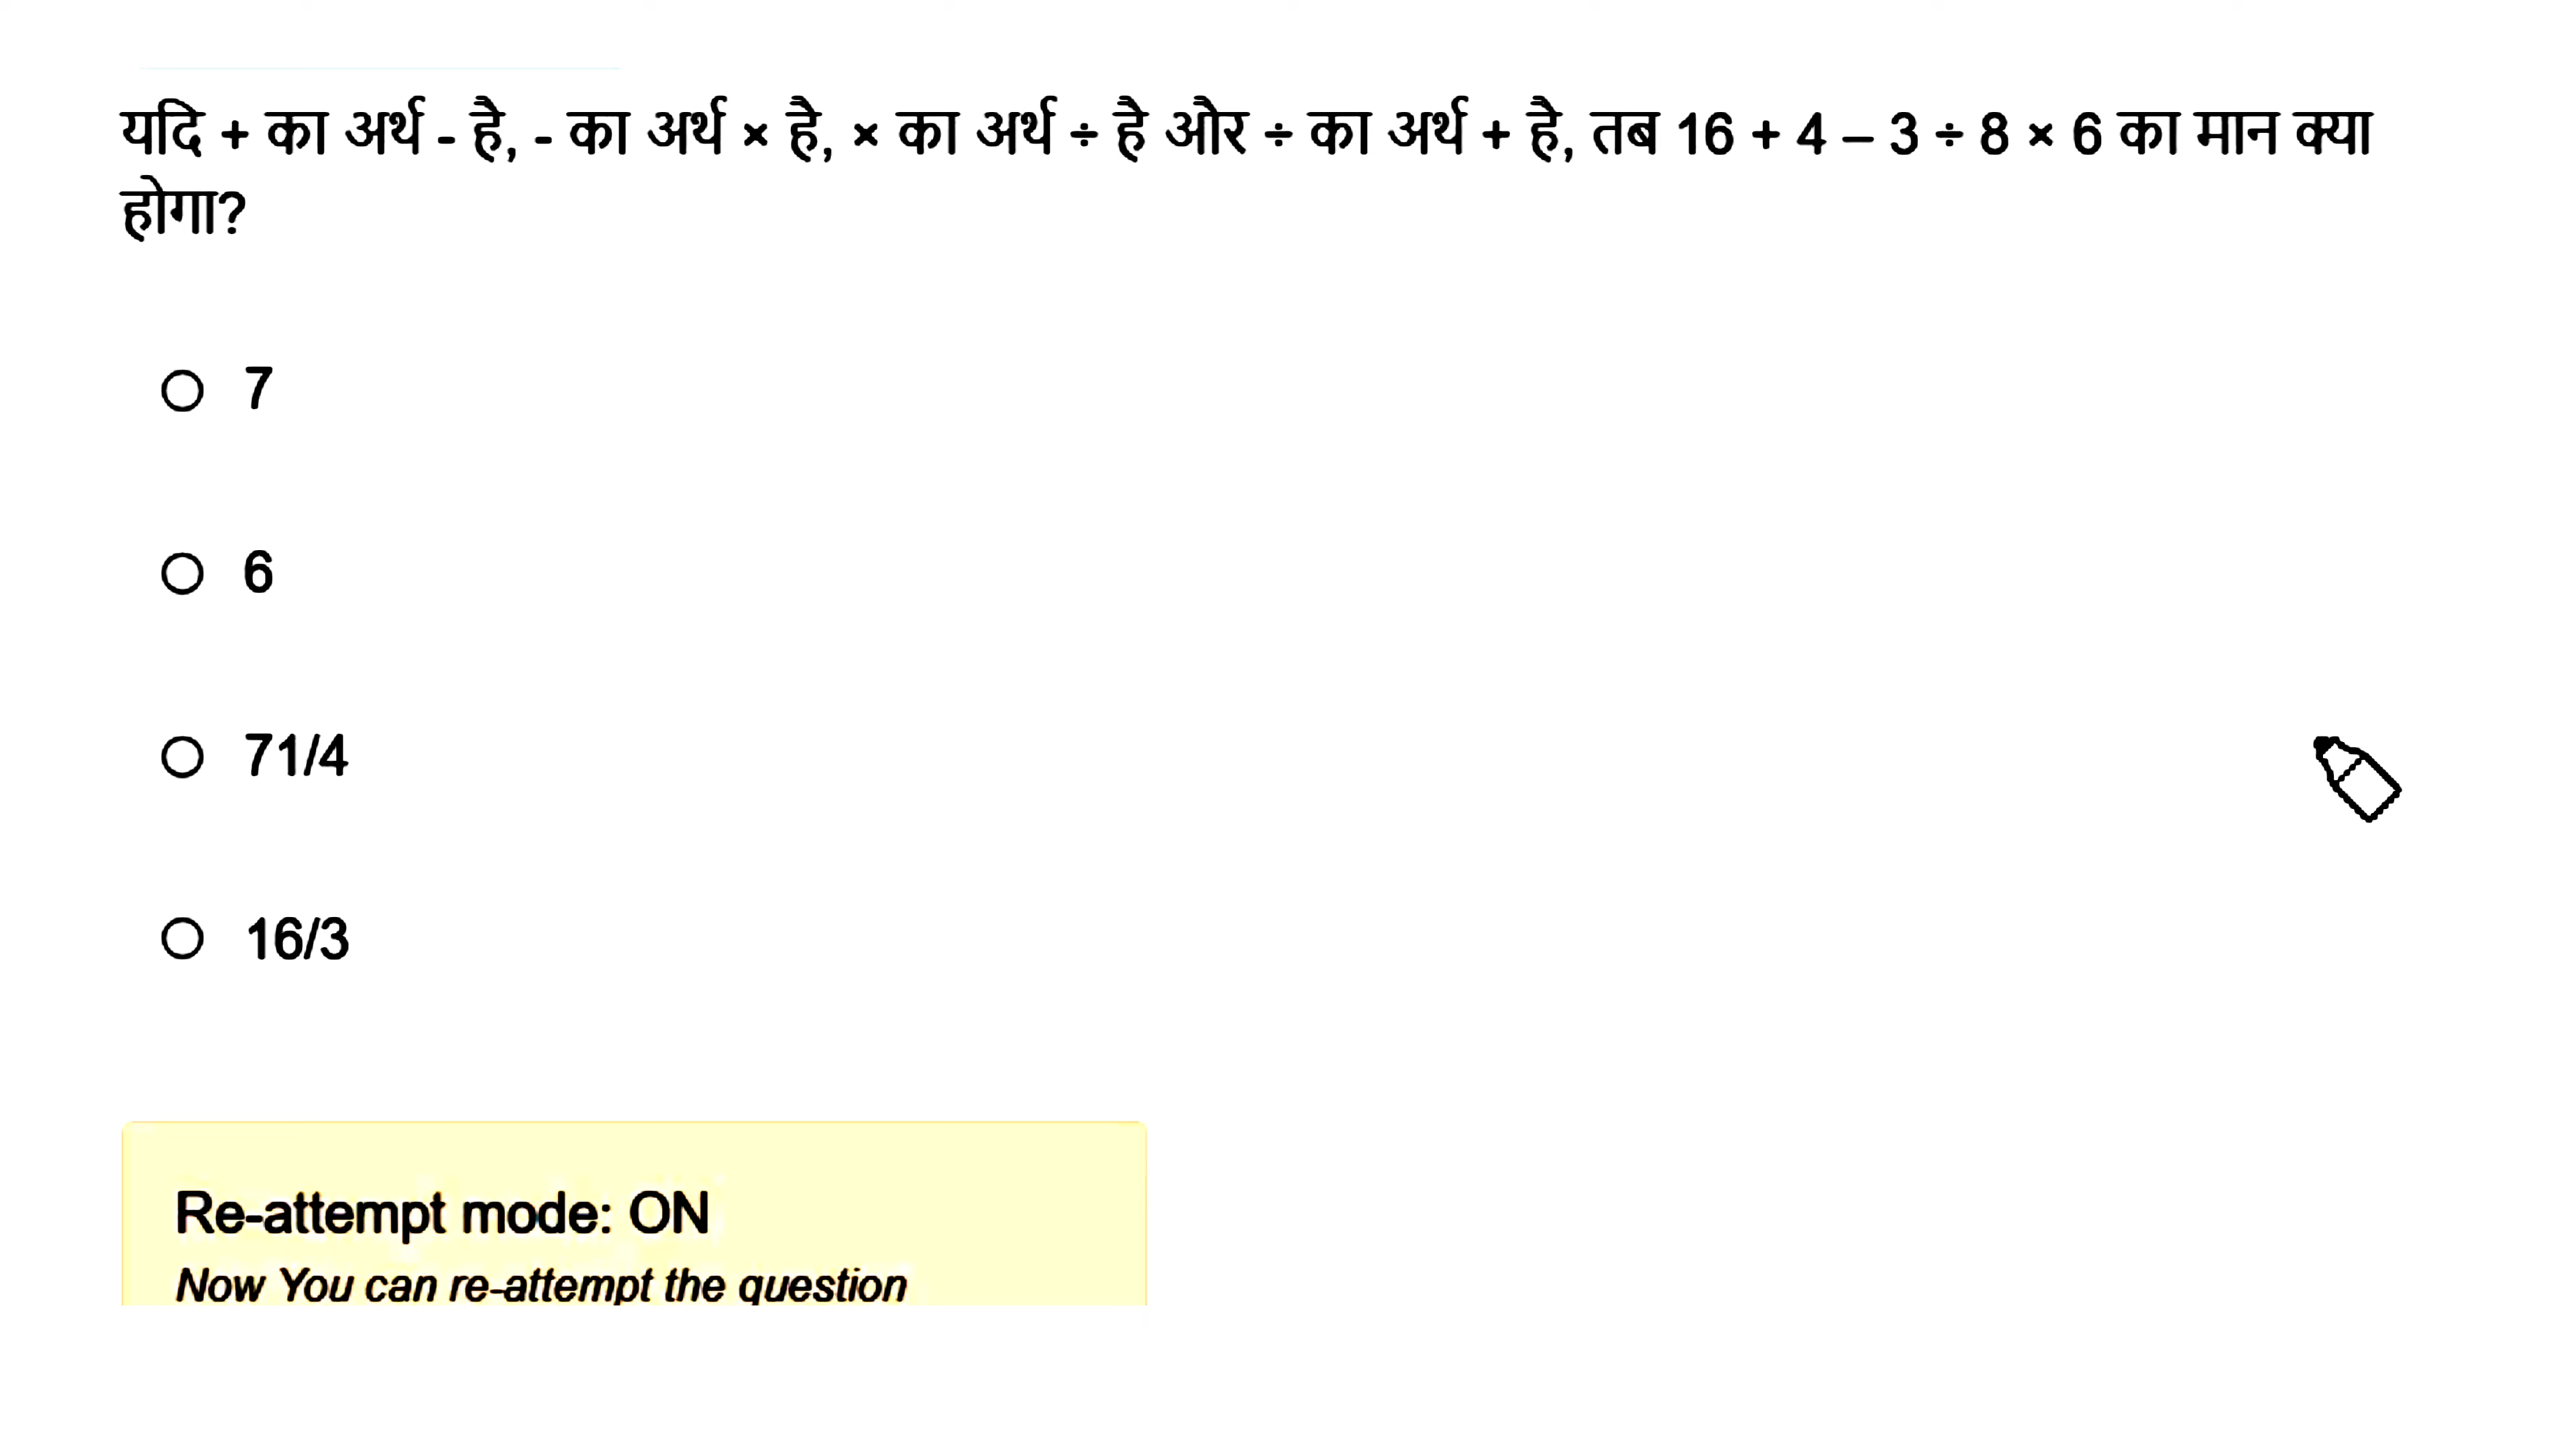 यदि + का अर्थ - है, - का अर्थ × है, × का अर्थ ÷ है और ÷ का अर्थ + है, तब 16 + 4 – 3 ÷ 8 × 6 का मान क्या
होगा?
7
6
71/4
16/3
Re-attempt mode: ON
Now You can re-attempt the question